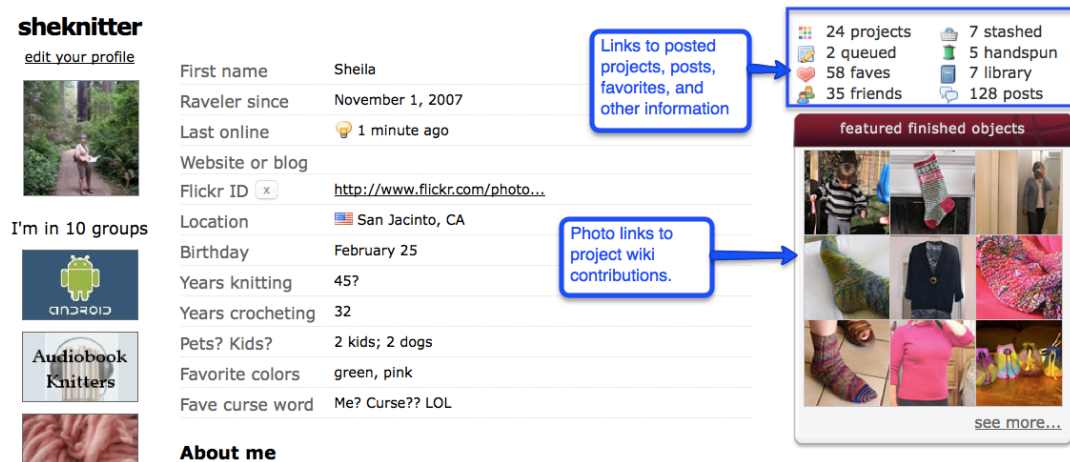 sheknitter
edit your profile
I'm in 10 groups
ANDROID
Audiobook
Knitters
First name Sheila
Raveler since November 1, 2007
Last online 1 minute ago
Website or blog
Flickr ID x http://www.flickr.com/photo...
Location San Jacinto, CA
Birthday February 25
Years knitting 45?
Years crocheting 32
Pets? Kids? 2 kids; 2 dogs
Favorite colors green, pink
Fave curse word Me? Curse?? LOL
About me
Links to posted
projects, posts,
favorites, and
other information
Photo links to
project wiki
contributions.
24 projects 7 stashed
2 queued 5 handspun
58 faves 7 library
35 friends 128 posts
featured finished objects
see more...